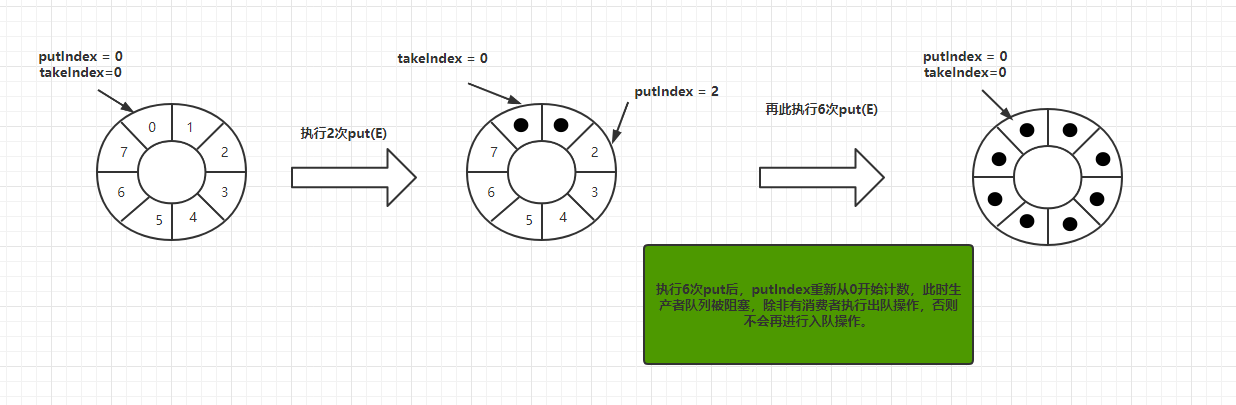 putIndex = 0
takeIndex=0
0
1
2
3
4
5
6
7
执行2次put(E)
takeIndex = 0
putIndex = 2
2
3
4
5
6
7
再此执行6次put(E)
putIndex = 0
takeIndex=0
执行6次put后，putIndex重新从0开始计数，此时生
产者队列被阻塞，除非有消费者执行出队操作，否则
不会再进行入队操作。